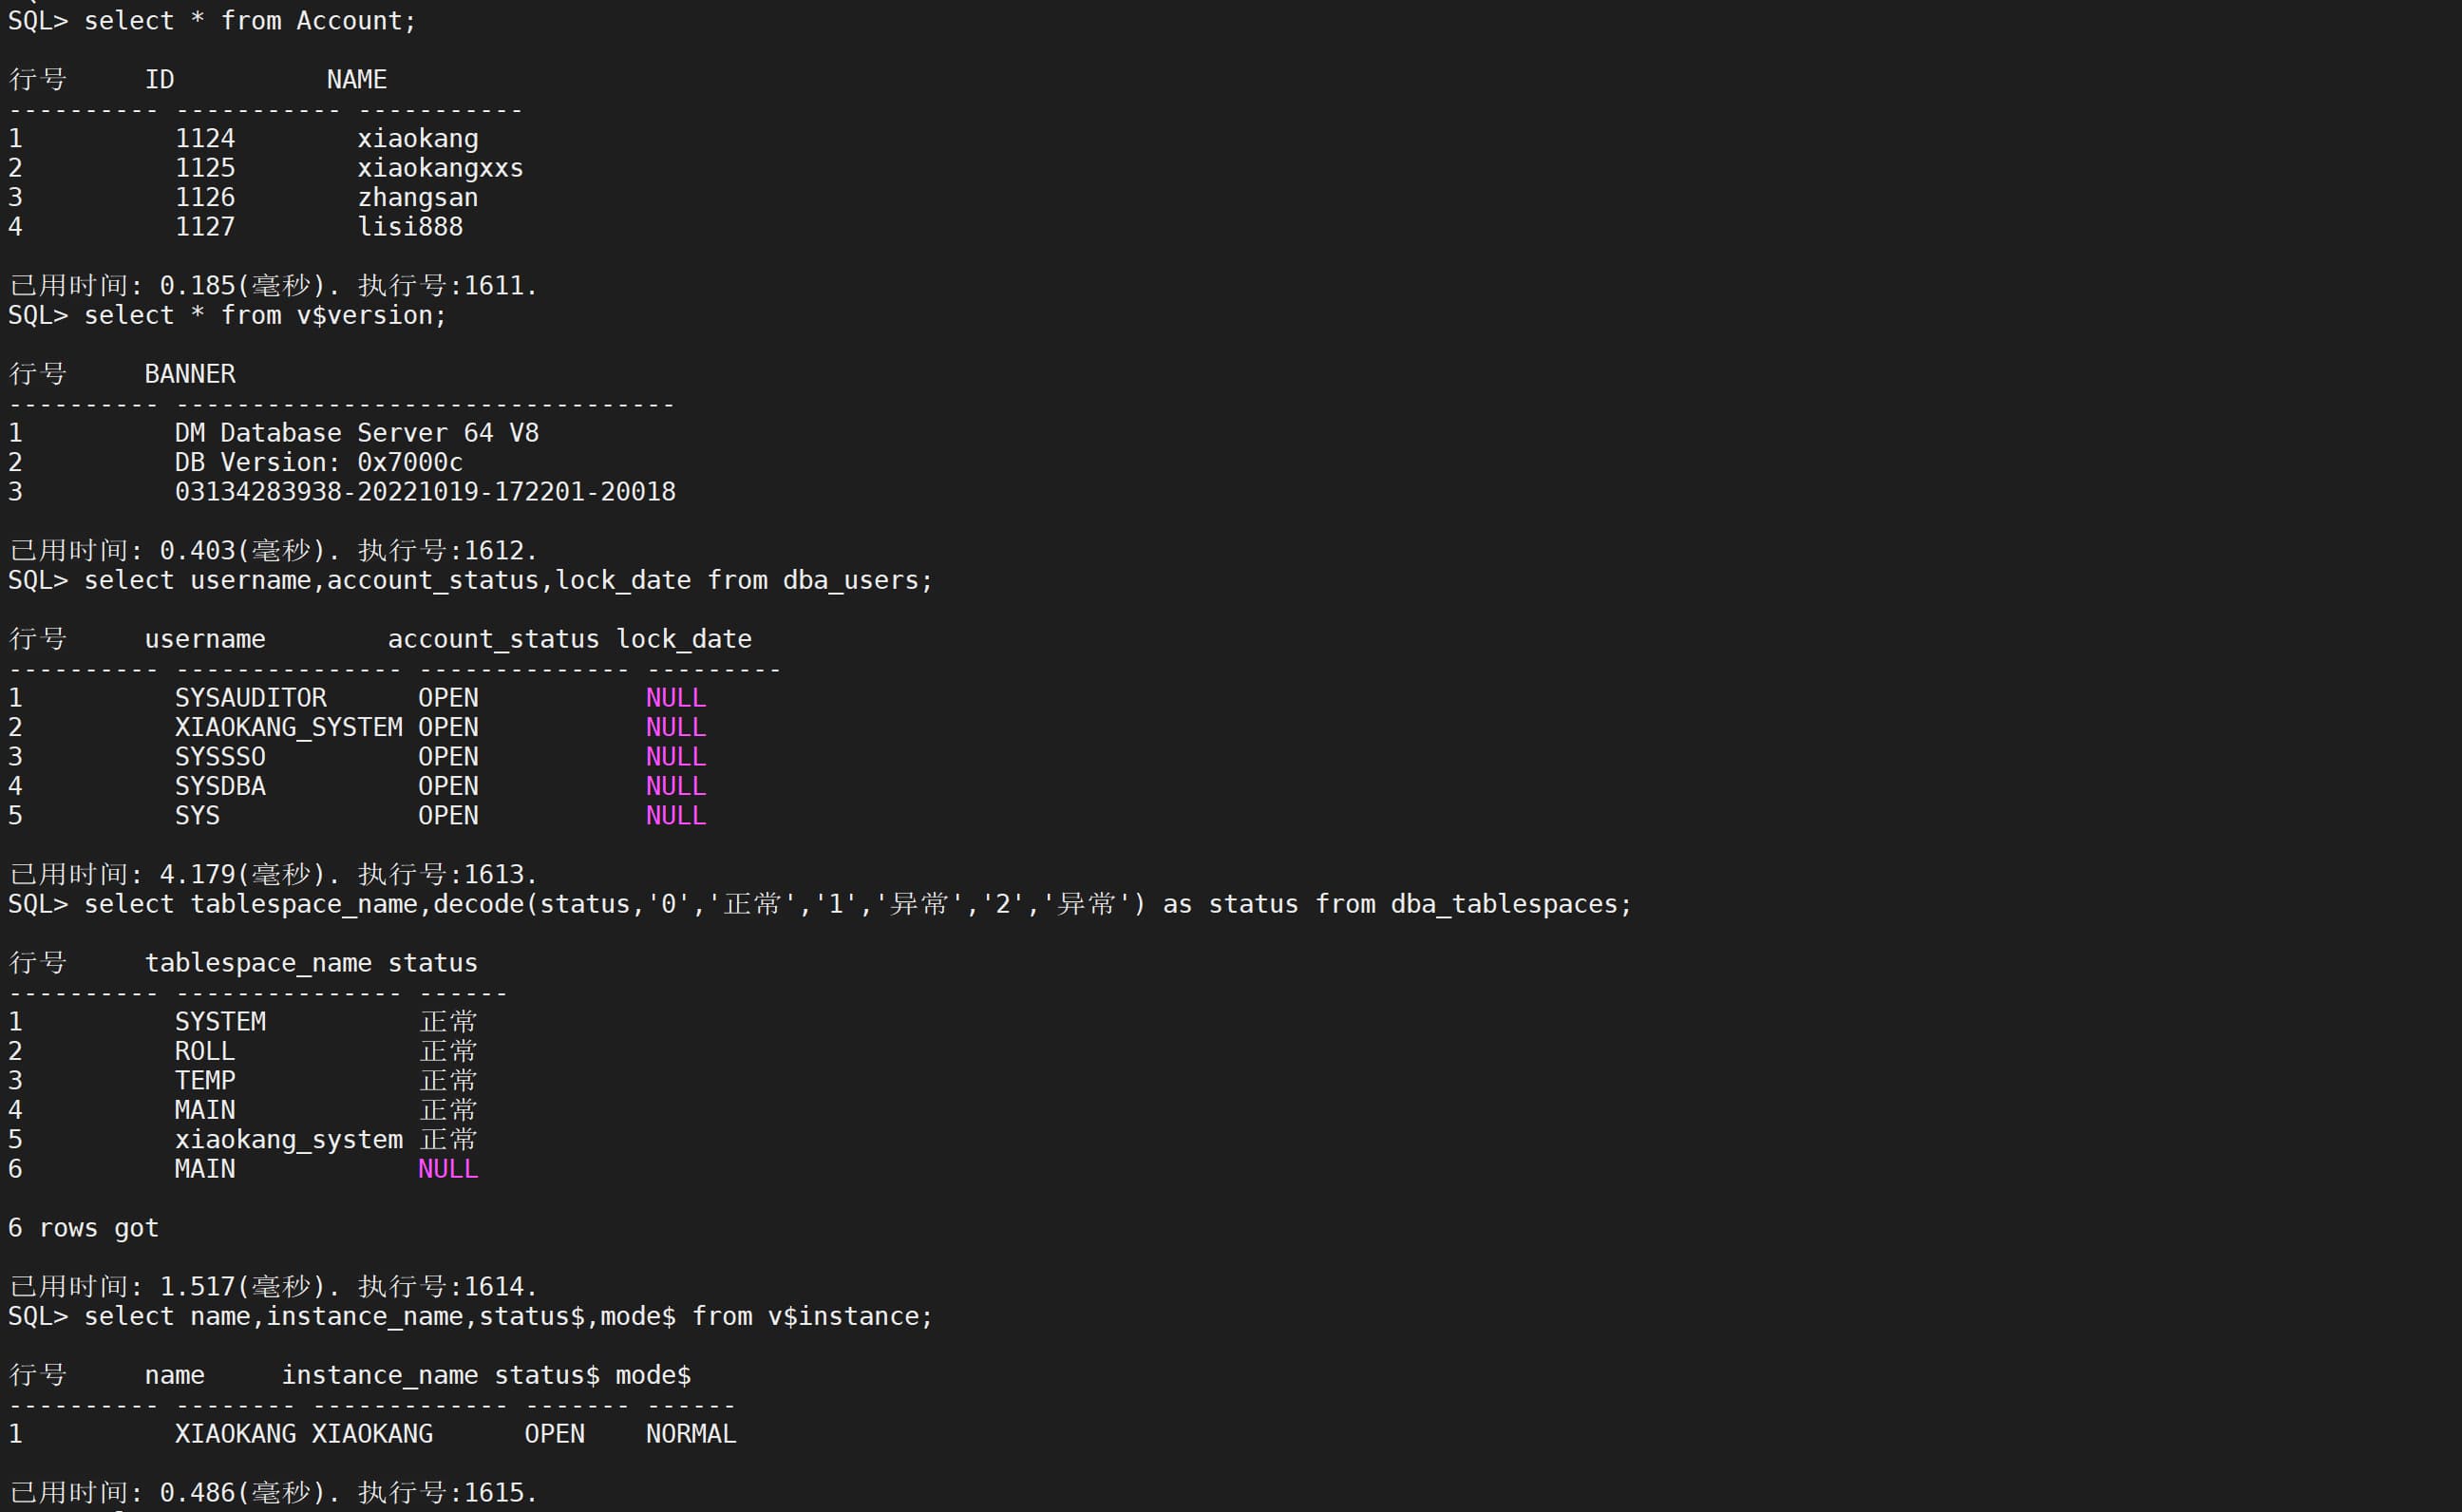 SQL> select * from Account;
行号     ID          NAME
---------- ----------- -----------
1          1124        xiaokang
2          1125        xiaokangxxs
3          1126        zhangsan
4          1127        lisi888
已用时间: 0.185(毫秒). 执行号:1611.
SQL> select * from v$version;
行号     BANNER
---------- ---------------------------------
1          DM Database Server 64 V8
2          DB Version: 0x7000c
3          03134283938-20221019-172201-20018
已用时间: 0.403(毫秒). 执行号:1612.
SQL> select username,account_status,lock_date from dba_users;
行号     username        account_status lock_date
---------- --------------- -------------- ---------
1          SYSAUDITOR      OPEN           NULL
2          XIAOKANG_SYSTEM OPEN           NULL
3          SYSSSO          OPEN           NULL
4          SYSDBA          OPEN           NULL
5          SYS             OPEN           NULL
已用时间: 4.179(毫秒). 执行号:1613.
SQL> select tablespace_name,decode(status,'0','正常','1','异常','2','异常') as status from dba_tablespaces;
行号     tablespace_name status
---------- --------------- ------
1          SYSTEM          正常
2          ROLL            正常
3          TEMP            正常
4          MAIN            正常
5          xiaokang_system 正常
6          MAIN            NULL
6 rows got
已用时间: 1.517(毫秒). 执行号:1614.
SQL> select name,instance_name,status$,mode$ from v$instance;
行号     name     instance_name status$ mode$
---------- -------- ------------- ------- ------
1          XIAOKANG XIAOKANG      OPEN    NORMAL
已用时间: 0.486(毫秒). 执行号:1615.